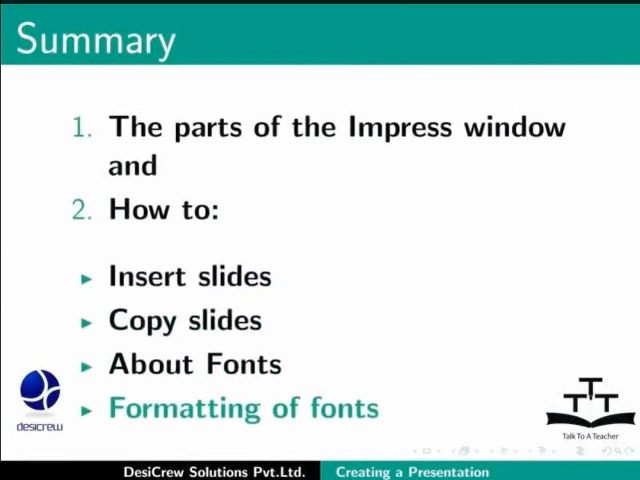 Summary
1. The parts of the Impress window
and
2. How to:
▶ Insert slides
▶ Copy slides
▶ About Fonts
▶ Formatting of fonts
desicrew
TTT
Talk To A Teacher
DesiCrew Solutions Pvt.Ltd. Creating a Presentation